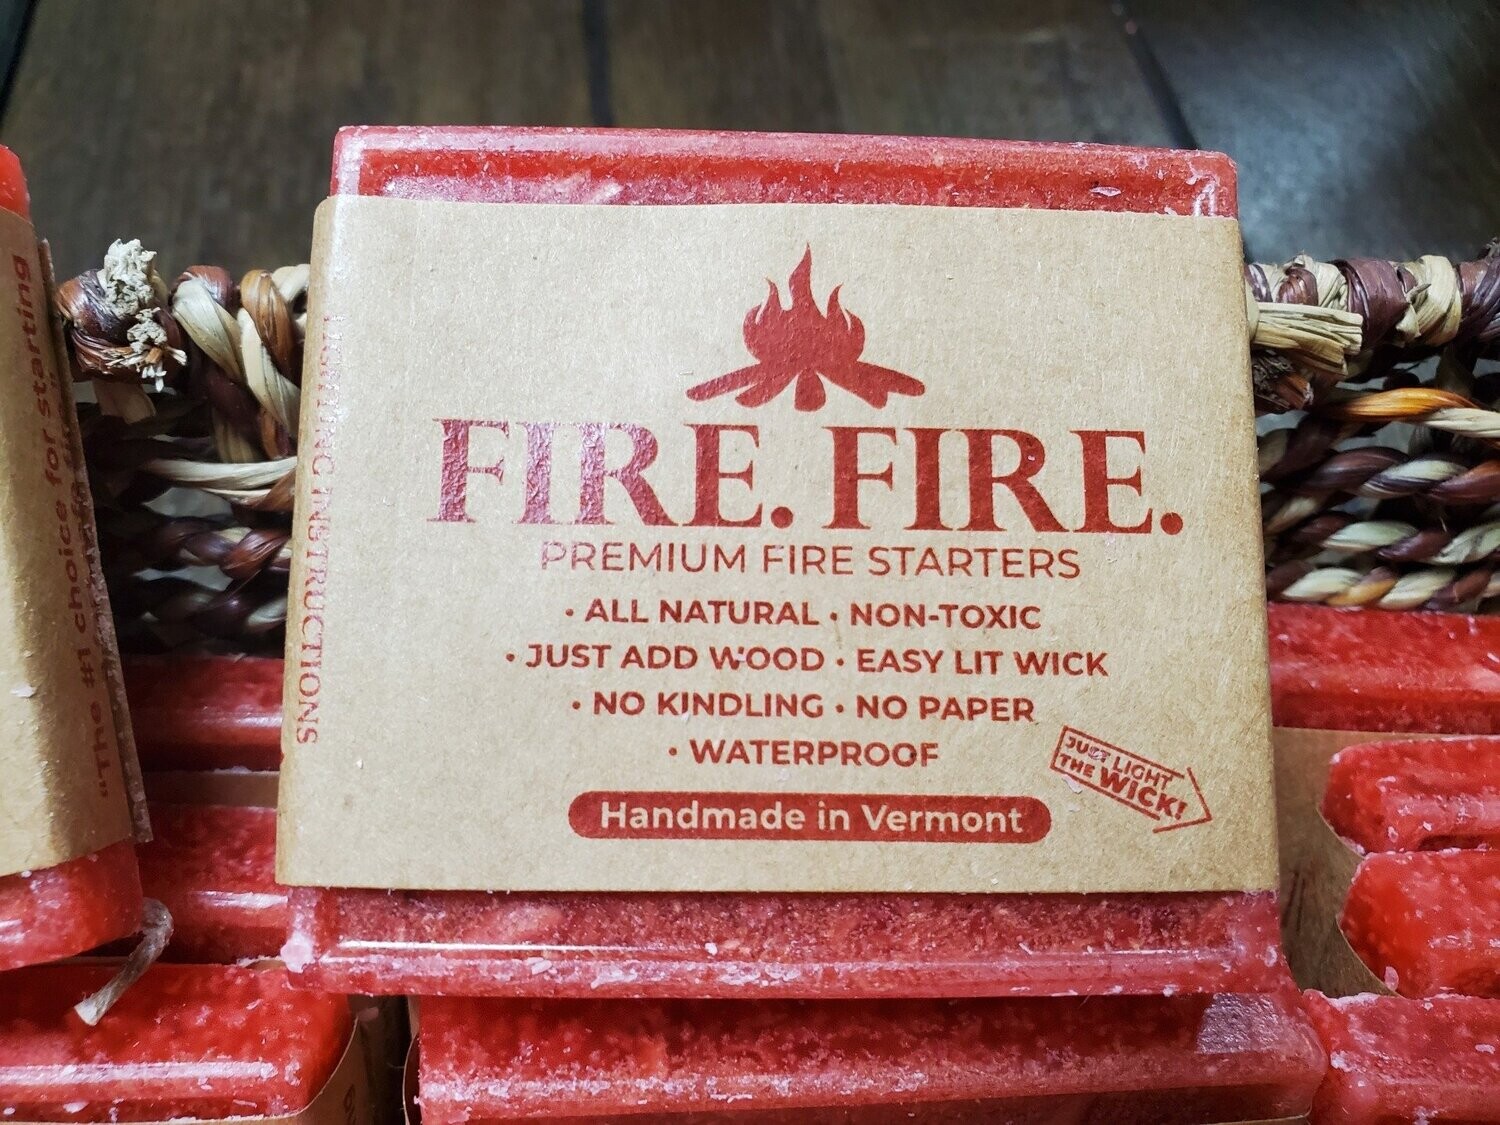 FIRE. FIRE.
PREMIUM FIRE STARTERS
• ALL NATURAL • NON-TOXIC
• JUST ADD WOOD • EASY LIT WICK
• NO KINDLING • NO PAPER
• WATERPROOF
JUST LIGHT
THE WICK!
Handmade in Vermont
LIGHTING INSTRUCTIONS
"The #1 choice for starting